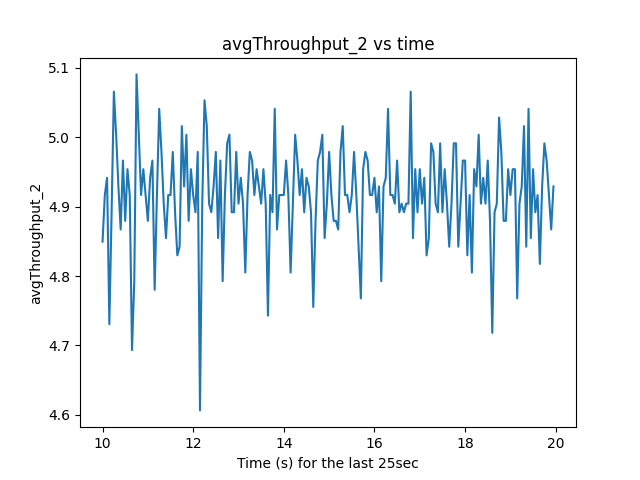 avgThroughput_2 vs time
5.1
5.0
4.9
4.8
4.7
4.6
avgThroughput_2
10 12 14 16 18 20
Time (s) for the last 25sec